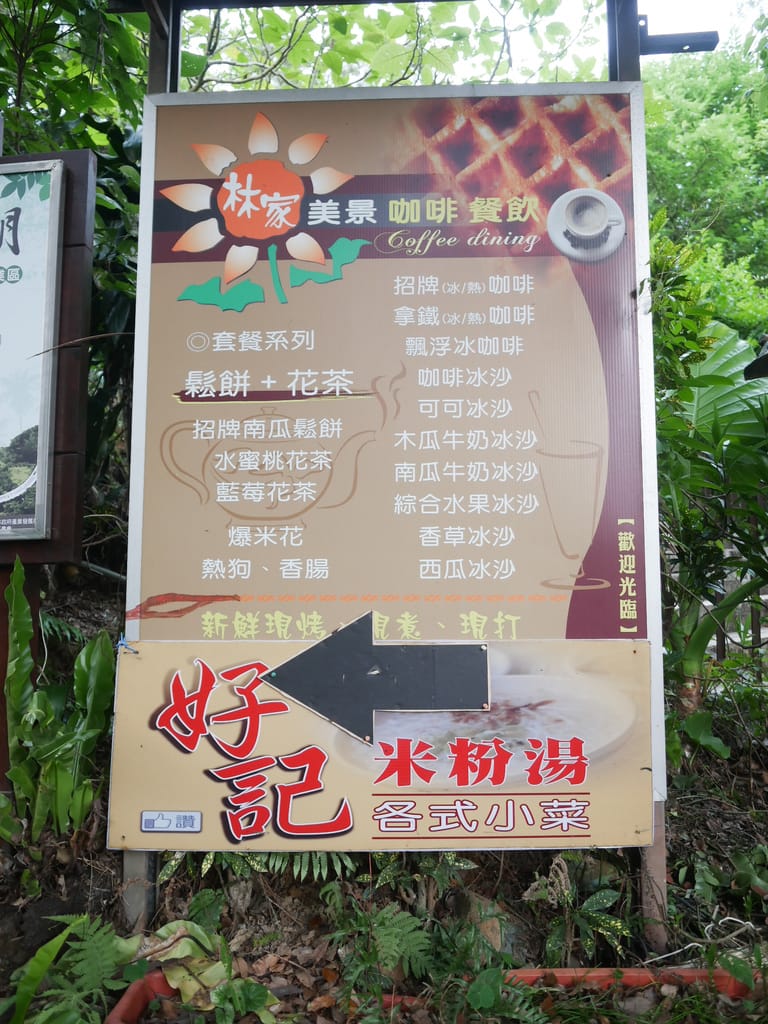 林家 美景 咖啡 餐飲
Coffee dining
◎套餐系列
鬆餅+花茶
招牌南瓜鬆餅
水蜜桃花茶
藍莓花茶
爆米花
熱狗、香腸
招牌(冰/熱)咖啡
拿鐵(冰/熱)咖啡
飄浮冰咖啡
咖啡冰沙
可可冰沙
木瓜牛奶冰沙
南瓜牛奶冰沙
綜合水果冰沙
香草冰沙
西瓜冰沙
【歡迎光臨】
新鮮現烤、現煮、現打
好記
米粉湯
各式小菜
讚